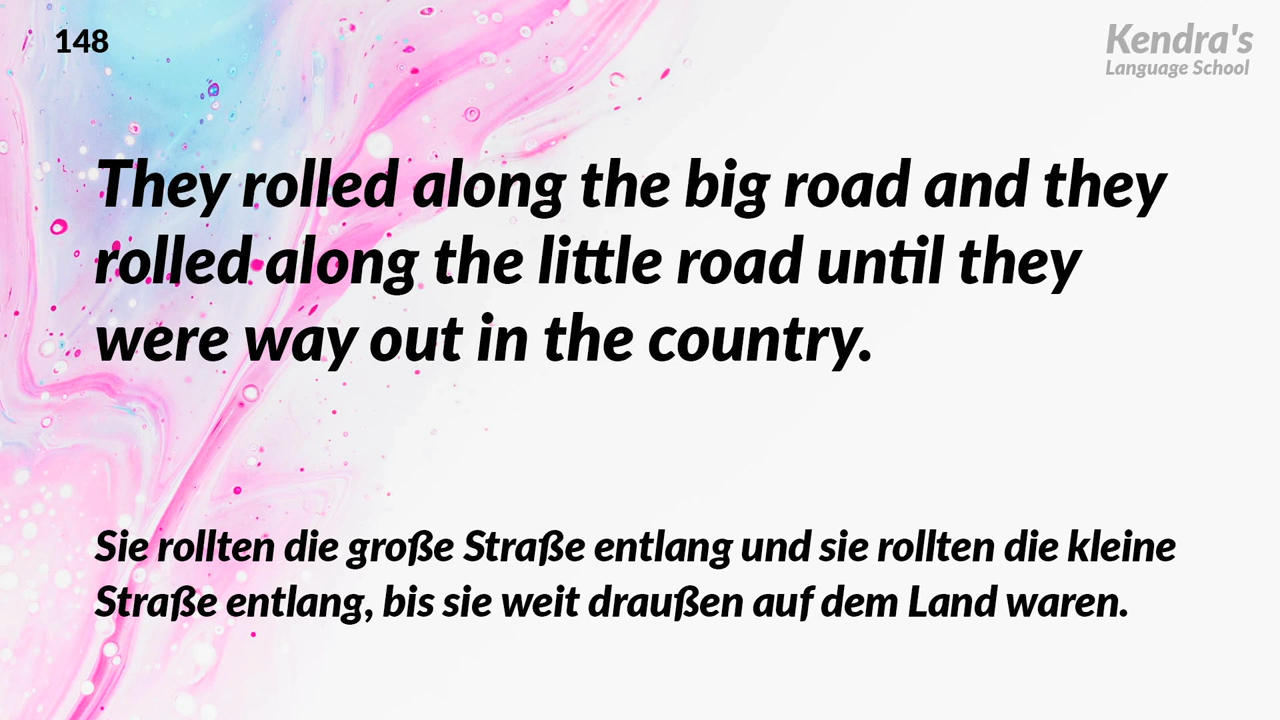 148
Kendra's
Language School
They rolled along the big road and they
rolled along the little road until they
were way out in the country.
Sie rollten die große Straße entlang und sie rollten die kleine
Straße entlang, bis sie weit draußen auf dem Land waren.